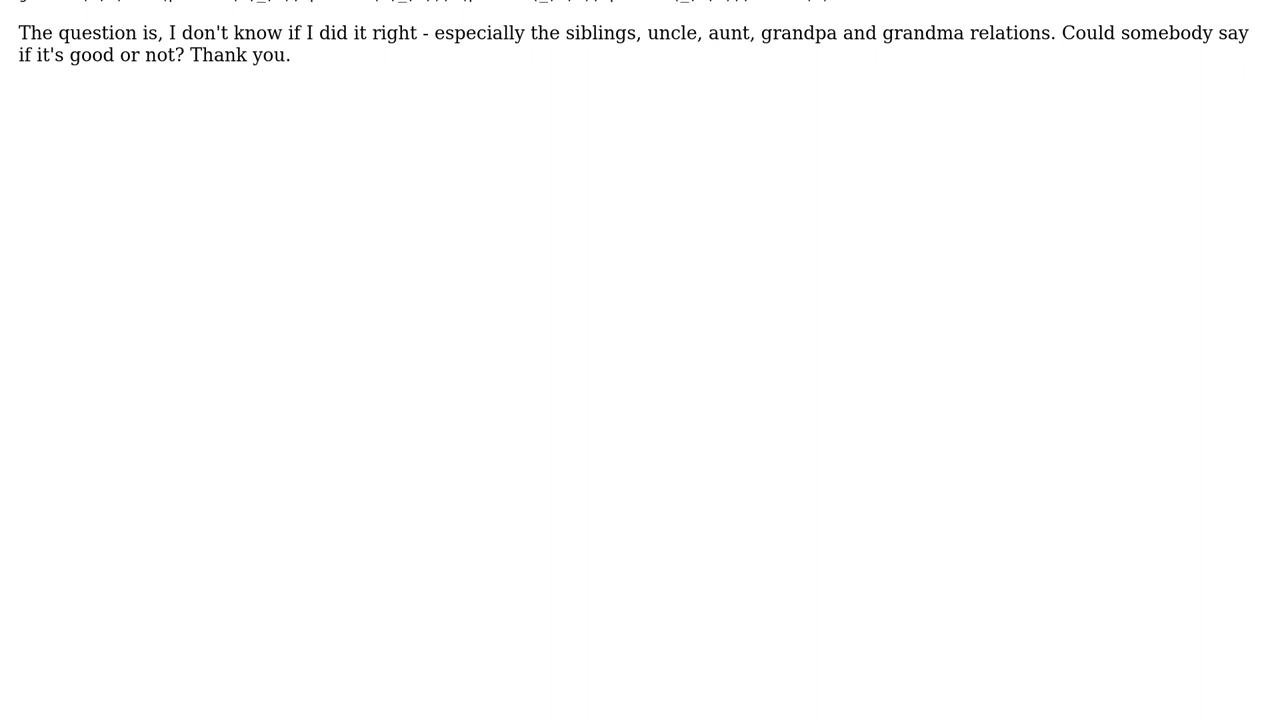 The question is, I don't know if I did it right - especially the siblings, uncle, aunt, grandpa and grandma relations. Could somebody say
if it's good or not? Thank you.